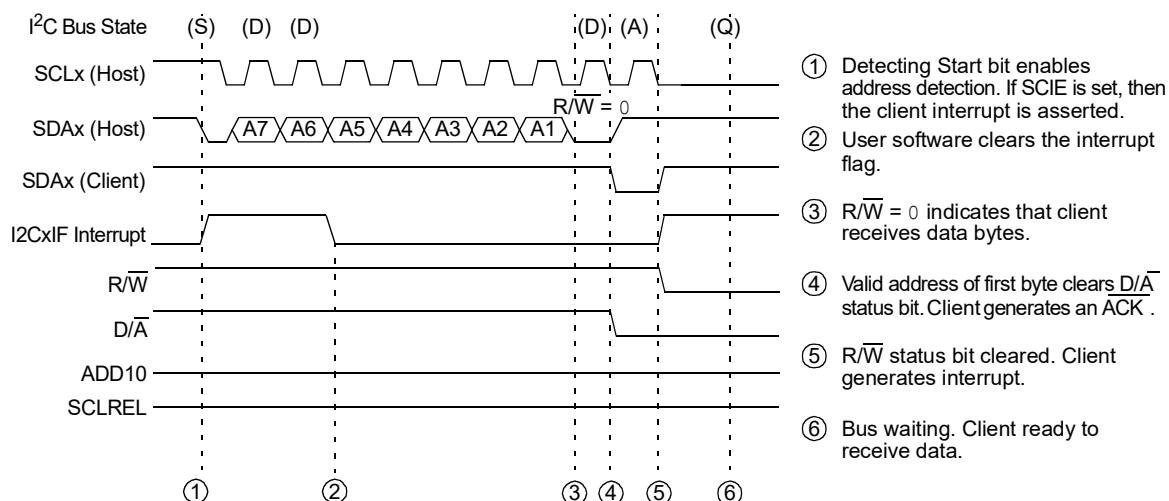 I²C Bus State (S) (D) (D) (D) (A) (Q)
SCLx (Host)
R/W̅ = 0
SDAx (Host) A7 A6 A5 A4 A3 A2 A1
SDAx (Client)
I2CxIF Interrupt
R/W̅
D/A̅
ADD10
SCLREL
① ② ③ ④ ⑤ ⑥
① Detecting Start bit enables
address detection. If SCIE is set, then
the client interrupt is asserted.
② User software clears the interrupt
flag.
③ R/W̅ = 0 indicates that client
receives data bytes.
④ Valid address of first byte clears D/A̅
status bit. Client generates an A̅C̅K̅.
⑤ R/W̅ status bit cleared. Client
generates interrupt.
⑥ Bus waiting. Client ready to
receive data.